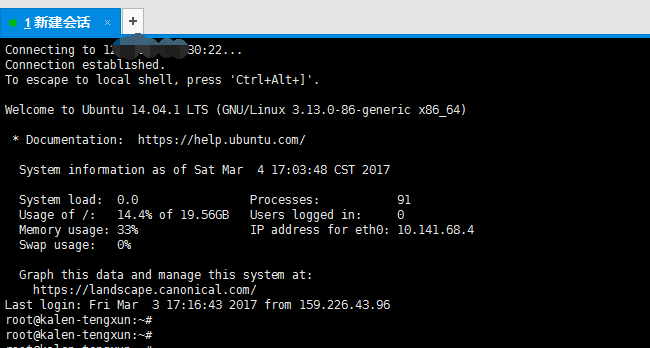 1 新建会话 × +
Connecting to 12 30:22...
Connection established.
To escape to local shell, press 'Ctrl+Alt+]'.
Welcome to Ubuntu 14.04.1 LTS (GNU/Linux 3.13.0-86-generic x86_64)
* Documentation:  https://help.ubuntu.com/
System information as of Sat Mar  4 17:03:48 CST 2017
System load:  0.0                Processes:           91
Usage of /:   14.4% of 19.56GB   Users logged in:     0
Memory usage: 33%                IP address for eth0: 10.141.68.4
Swap usage:   0%
Graph this data and manage this system at:
https://landscape.canonical.com/
Last login: Fri Mar  3 17:16:43 2017 from 159.226.43.96
root@kalen-tengxun:~#
root@kalen-tengxun:~#
root@kalen-tengxun:~#